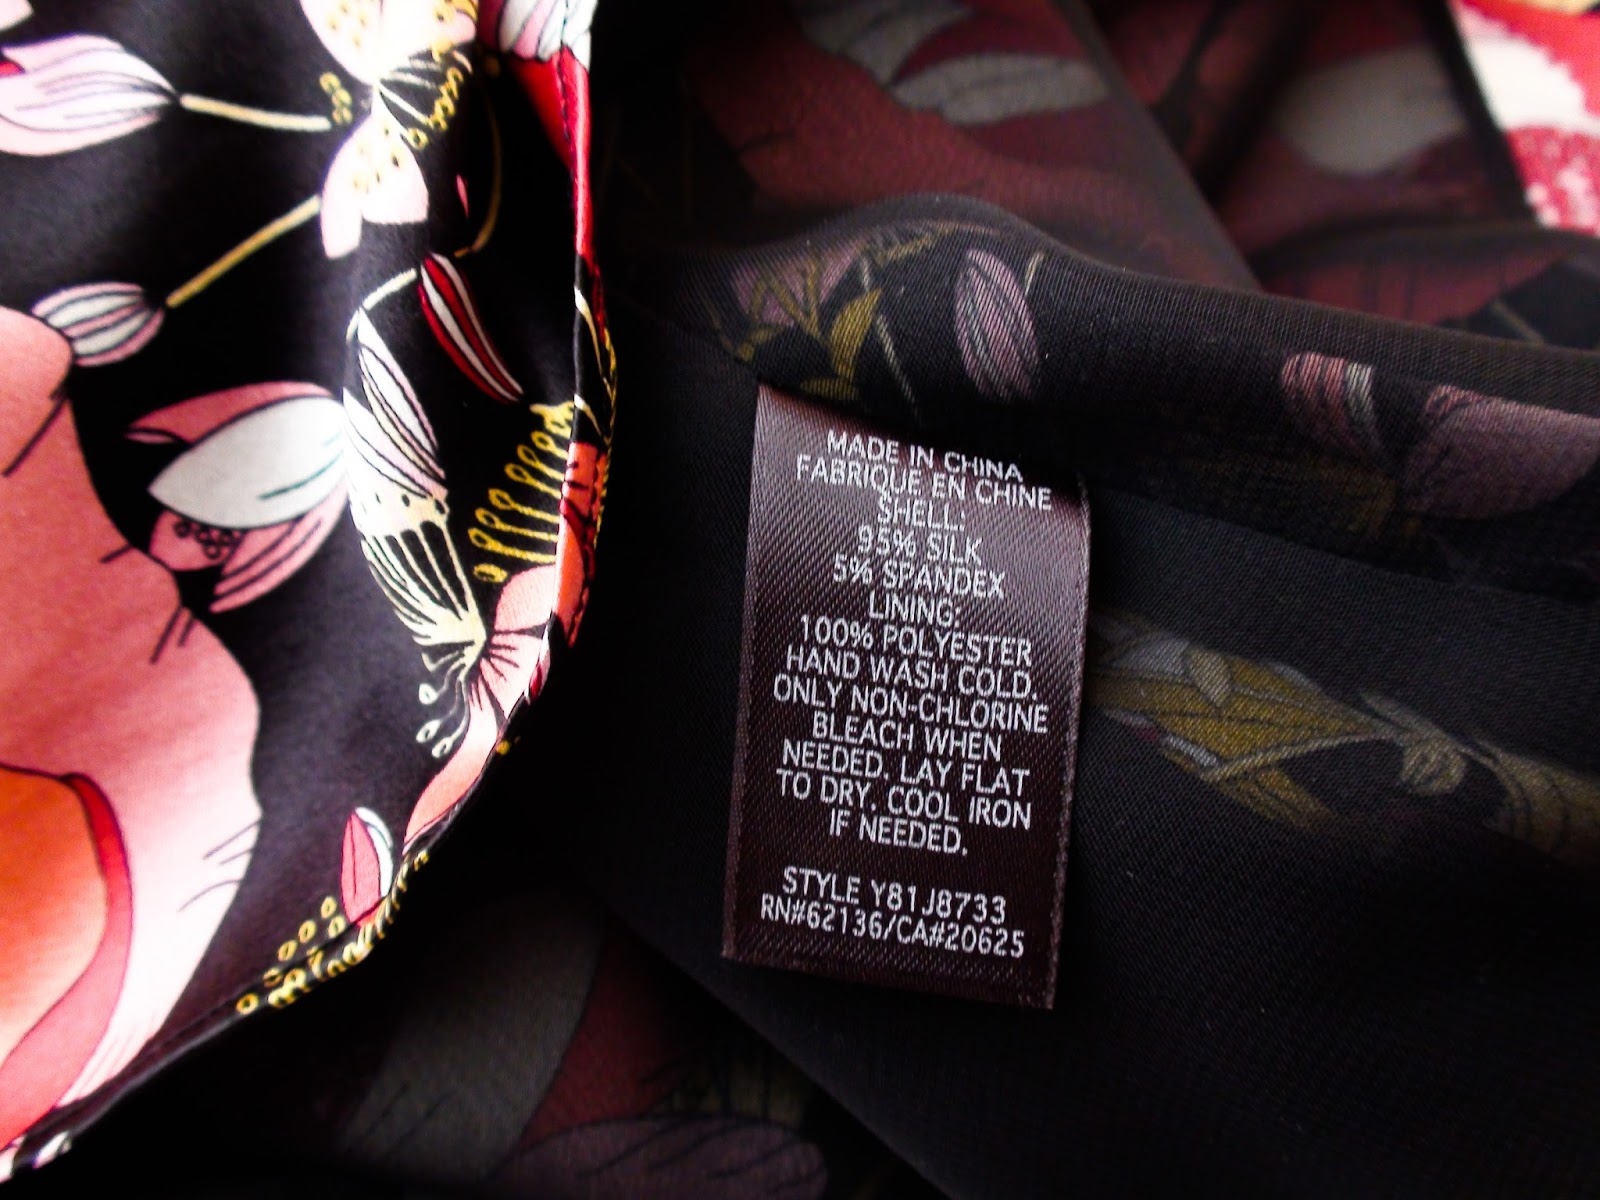 MADE IN CHINA
FABRIQUE EN CHINE
SHELL:
95% SILK
5% SPANDEX
LINING:
100% POLYESTER
HAND WASH COLD.
ONLY NON-CHLORINE
BLEACH WHEN
NEEDED. LAY FLAT
TO DRY. COOL IRON
IF NEEDED.
STYLE Y81J8733
RN#62136/CA#20625